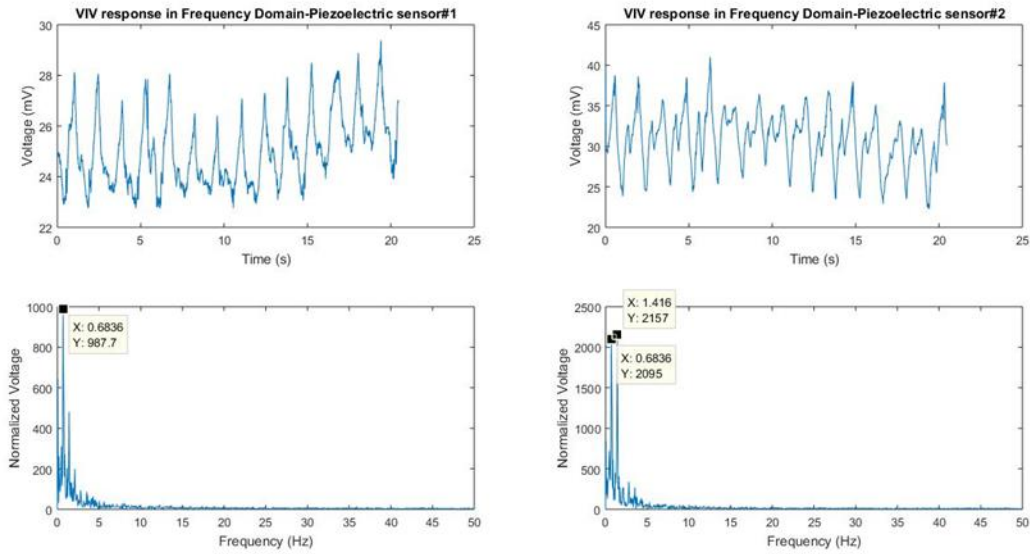 VIV response in Frequency Domain-Piezoelectric sensor#1
30
28
26
24
22
Voltage (mV)
0 5 10 15 20 25
Time (s)
VIV response in Frequency Domain-Piezoelectric sensor#2
45
40
35
30
25
20
Voltage (mV)
0 5 10 15 20 25
Time (s)
1000
800
600
400
200
0
Normalized Voltage
X: 0.6836
Y: 987.7
0 5 10 15 20 25 30 35 40 45 50
Frequency (Hz)
2500
2000
1500
1000
500
0
Normalized Voltage
X: 1.416
Y: 2157
X: 0.6836
Y: 2095
0 5 10 15 20 25 30 35 40 45 50
Frequency (Hz)